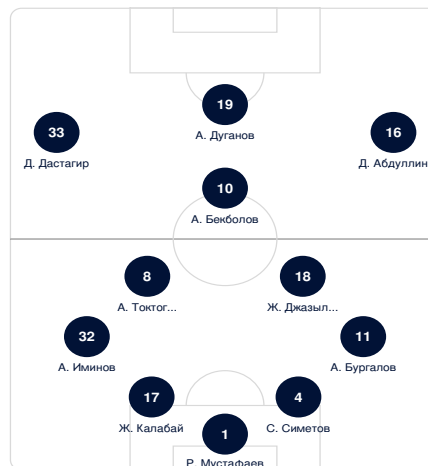 19
А. Дуганов
33
Д. Дастагир
16
Д. Абдуллин
10
А. Бекболов
8
А. Токтог...
18
Ж. Джазыл...
32
А. Иминов
11
А. Бургалов
17
Ж. Калабай
4
С. Симетов
1
Р. Мустафаев